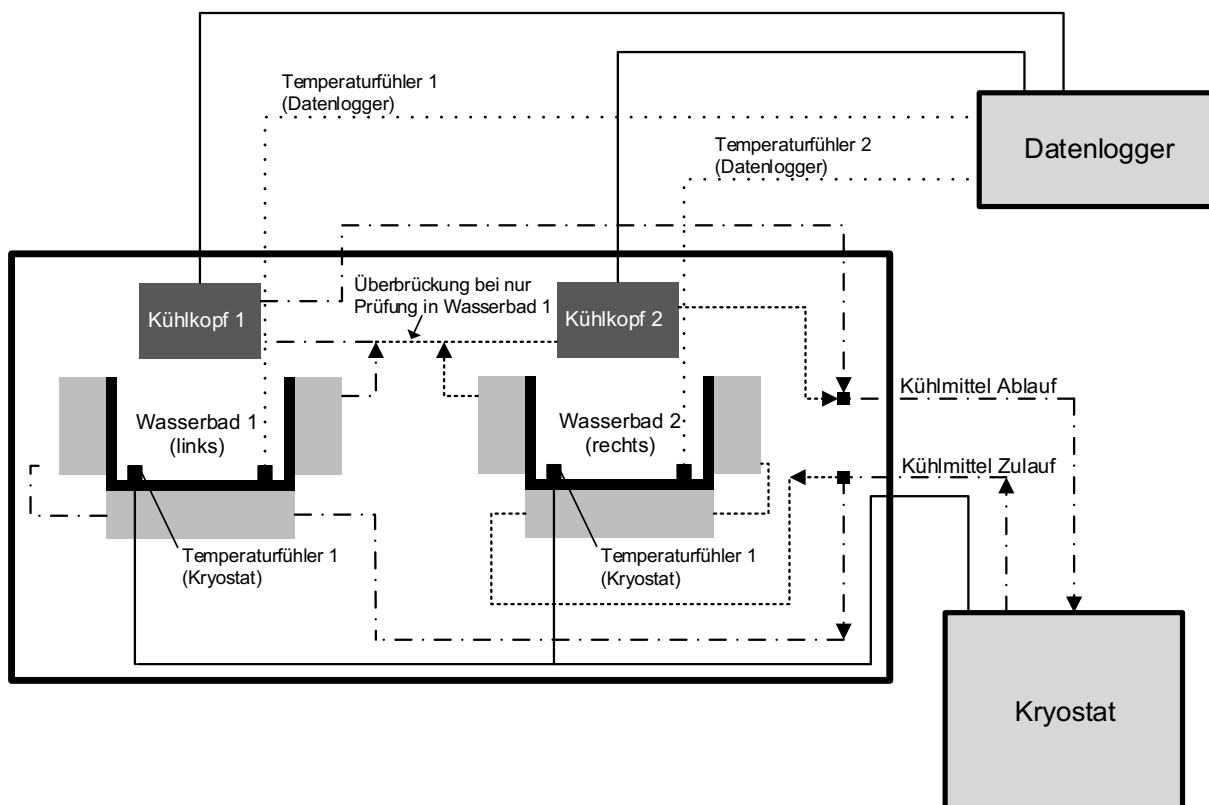 Temperaturfühler 1
(Datenlogger)
Datenlogger
Temperaturfühler 2
(Datenlogger)
Überbrückung bei nur
Prüfung in Wasserbad 1
Kühlkopf 1
Kühlkopf 2
Kühlmittel Ablauf
Wasserbad 1
(links)
Wasserbad 2
(rechts)
Kühlmittel Zulauf
Temperaturfühler 1
(Kryostat)
Temperaturfühler 1
(Kryostat)
Kryostat